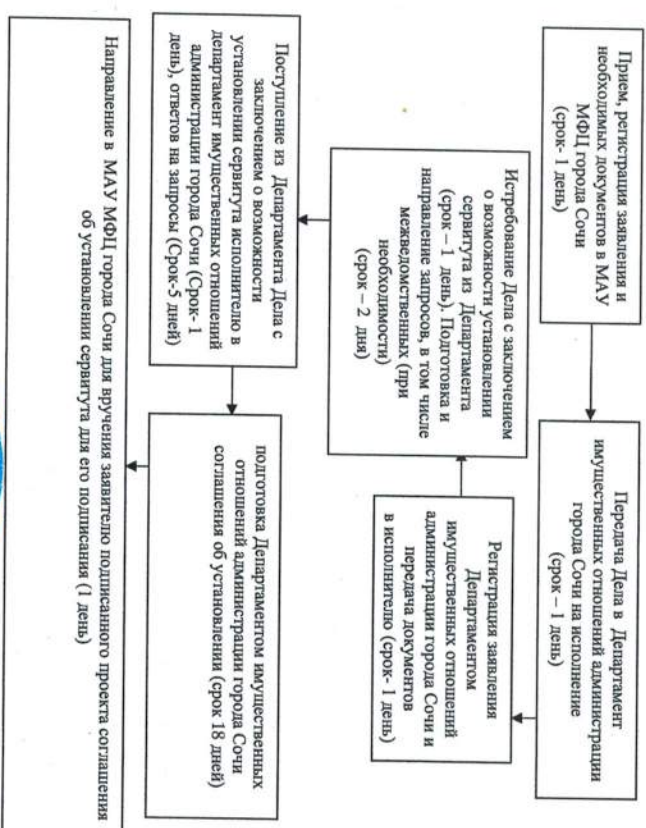 Прием, регистрация заявления и
необходимых документов в МАУ
МФЦ города Сочи
(срок- 1 день)
Передача Дела в Департамент
имущественных отношений администрации
города Сочи на исполнение
(срок – 1 день)
Регистрация заявления
Департаментом
имущественных отношений
администрации города Сочи и
передача документов
в исполнителю (срок- 1 день)
Истребование Дела с заключением
о возможности установлении
сервитута из Департамента
(срок – 1 день). Подготовка и
направление запросов, в том числе
межведомственных (при
необходимости)
(срок – 2 дня)
Поступление из Департамента Дела с
заключением о возможности
установлении сервитута исполнителю в
департамент имущественных отношений
администрации города Сочи (Срок- 1
день), ответов на запросы (Срок-5 дней)
подготовка Департаментом имущественных
отношений администрации города Сочи
соглашения об установлении (срок 18 дней)
Направление в МАУ МФЦ города Сочи для вручения заявителю подписанного проекта соглашения
об установлении сервитута для его подписания (1 день)